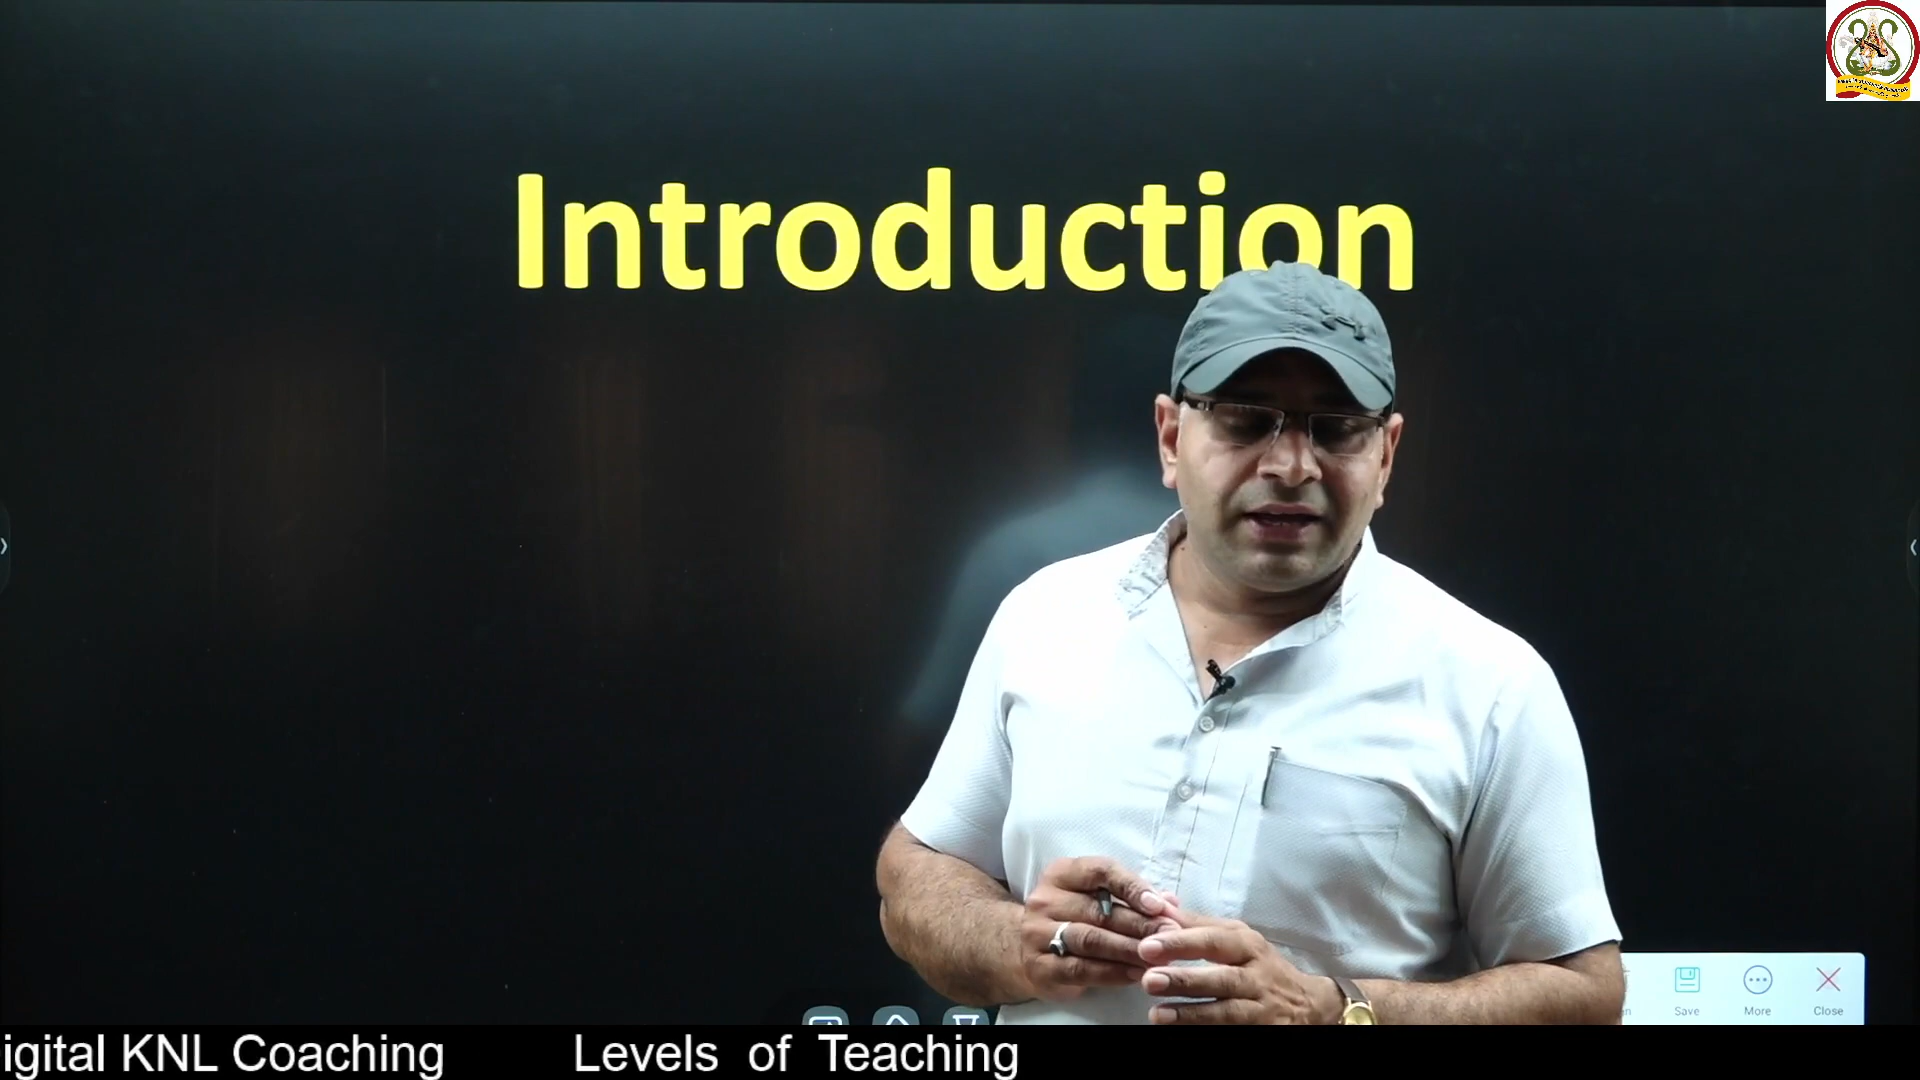 Introduction
Save More Close
igital KNL Coaching Levels of Teaching